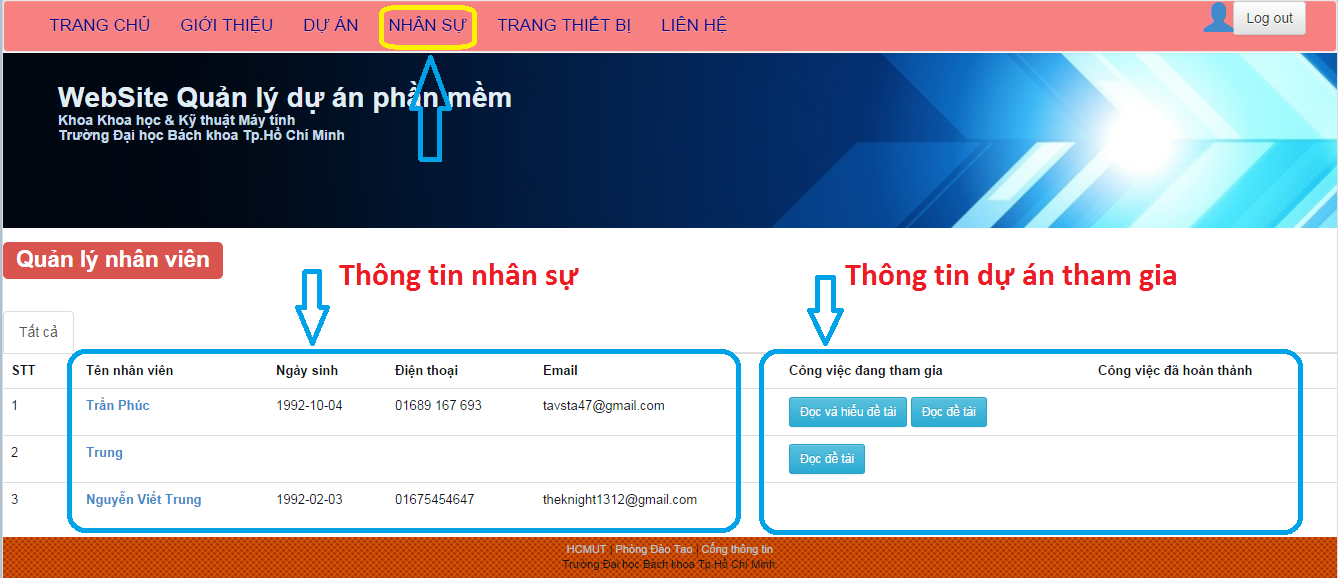 TRANG CHỦ GIỚI THIỆU DỰ ÁN NHÂN SỰ TRANG THIẾT BỊ LIÊN HỆ Log out
WebSite Quản lý dự án phần mềm
Khoa Khoa học & Kỹ thuật Máy tính
Trường Đại học Bách khoa Tp.Hồ Chí Minh
Quản lý nhân viên
Thông tin nhân sự Thông tin dự án tham gia
Tất cả
STT Tên nhân viên Ngày sinh Điện thoại Email Công việc đang tham gia Công việc đã hoàn thành
1 Trần Phúc 1992-10-04 01689 167 693 tavsta47@gmail.com Đọc và hiểu đề tài Đọc đề tài
2 Trung Đọc đề tài
3 Nguyễn Viết Trung 1992-02-03 01675454647 theknight1312@gmail.com
HCMUT | Phòng Đào Tạo | Cổng thông tin
Trường Đại học Bách khoa Tp.Hồ Chí Minh.